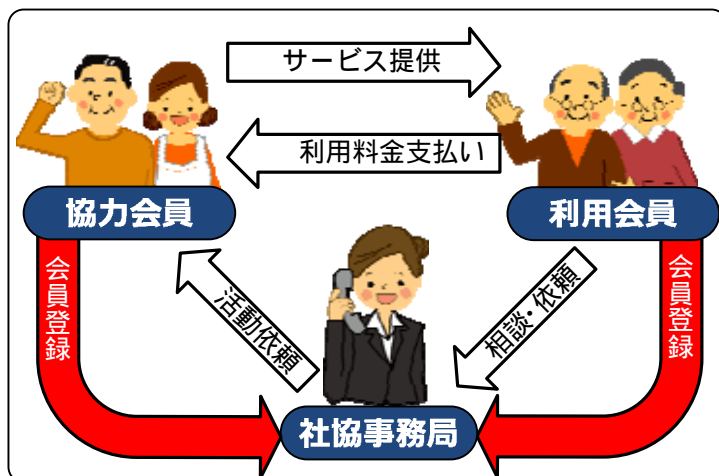 サービス提供
利用料金支払い
協力会員
利用会員
会員登録
活動依頼
相談・依頼
会員登録
社協事務局